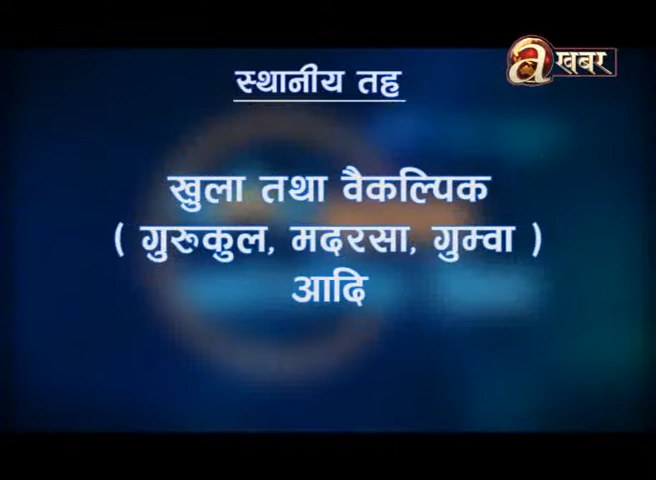 a खबर
स्थानीय तह
खुला तथा वैकल्पिक
( गुरुकुल, मदरसा, गुम्वा )
आदि